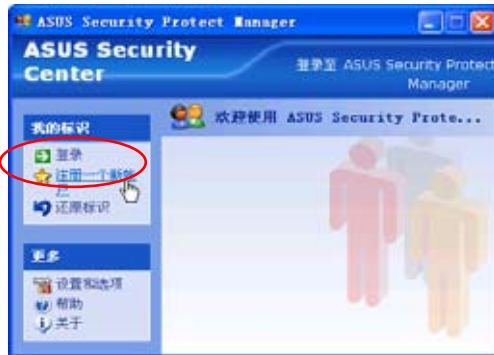 ASUS Security Protect Manager
ASUS Security
Center
登录至 ASUS Security Protect
Manager
我的标识
欢迎使用 ASUS Security Prote...
登录
注册一个新帐
户
还原标识
更多
设置和选项
帮助
关于